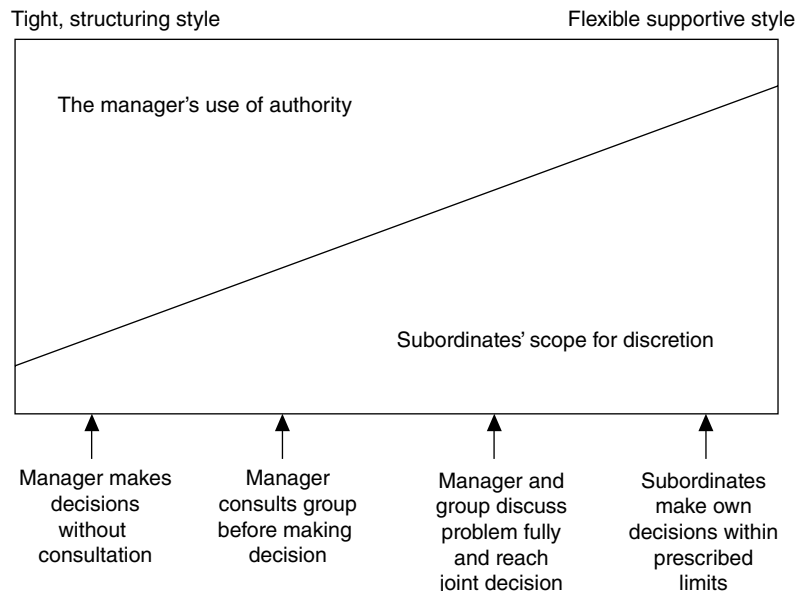 Tight, structuring style
Flexible supportive style
The manager’s use of authority
Subordinates’ scope for discretion
Manager makes
decisions
without
consultation
Manager
consults group
before making
decision
Manager and
group discuss
problem fully
and reach
joint decision
Subordinates
make own
decisions within
prescribed
limits